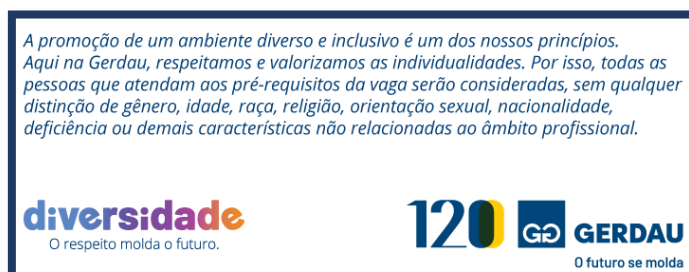 A promoção de um ambiente diverso e inclusivo é um dos nossos princípios.
Aqui na Gerdau, respeitamos e valorizamos as individualidades. Por isso, todas as
pessoas que atendam aos pré-requisitos da vaga serão consideradas, sem qualquer
distinção de gênero, idade, raça, religião, orientação sexual, nacionalidade,
deficiência ou demais características não relacionadas ao âmbito profissional.
diversidade
O respeito molda o futuro.
120
GG GERDAU
O futuro se molda